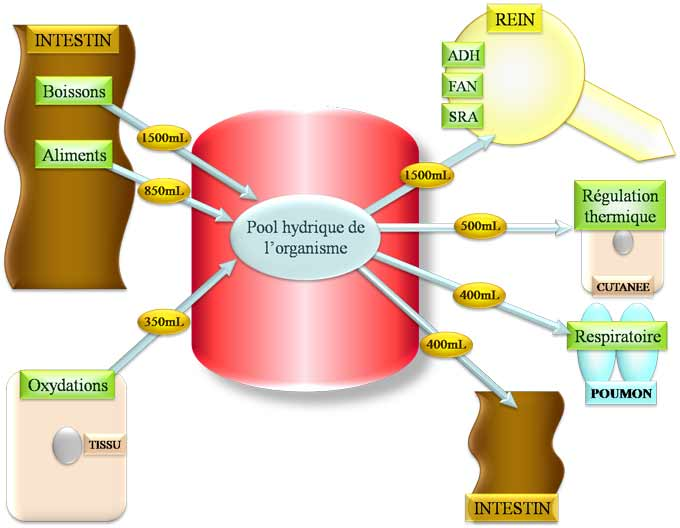 INTESTIN
Boissons
1500mL
Aliments
850mL
Oxydations
350mL
TISSU
Pool hydrique de
l'organisme
REIN
ADH
FAN
SRA
1500mL
Régulation
thermique
500mL
CUTANEE
Respiratoire
400mL
POUMON
400mL
INTESTIN